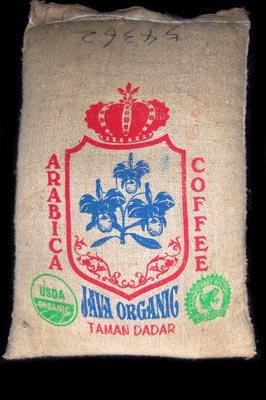 54362
ARABICA
COFFEE
USDA
ORGANIC
JAVA ORGANIC
TAMAN DADAR